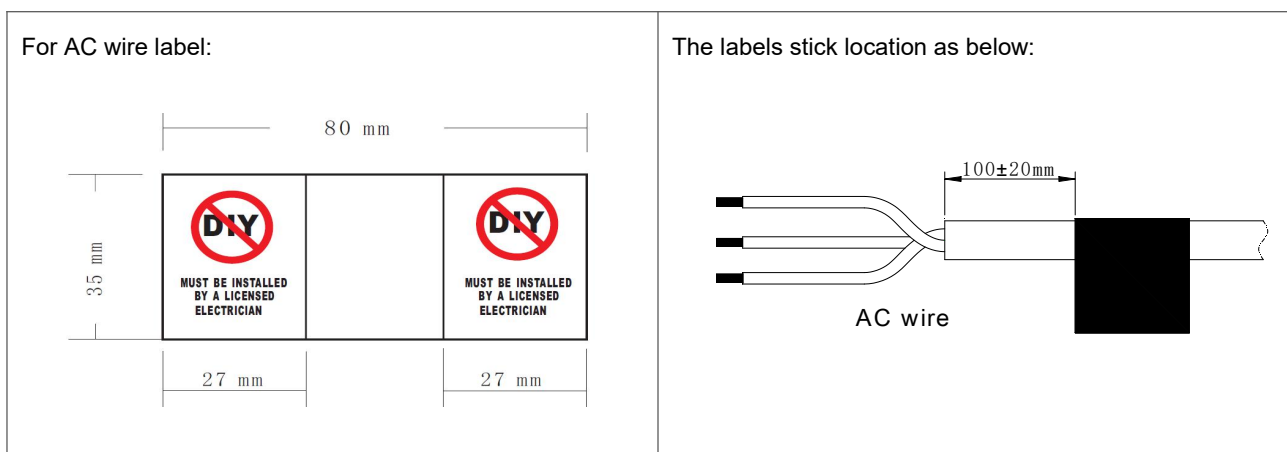 For AC wire label:
80 mm
35 mm
DIY
MUST BE INSTALLED
BY A LICENSED
ELECTRICIAN
DIY
MUST BE INSTALLED
BY A LICENSED
ELECTRICIAN
27 mm
27 mm
The labels stick location as below:
100±20mm
AC wire